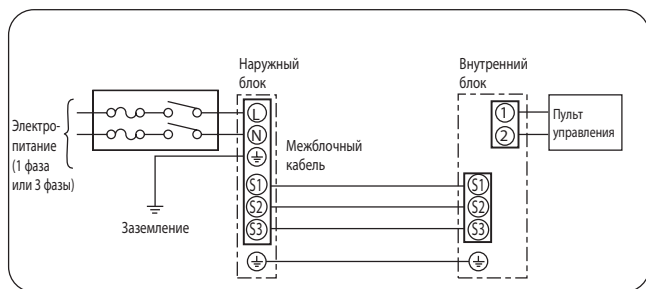 Наружный
блок
Внутренний
блок
Электро-
питание
(1 фаза
или 3 фазы)
L
N
Заземление
Межблочный
кабель
S1
S2
S3
1
2
Пульт
управления
S1
S2
S3